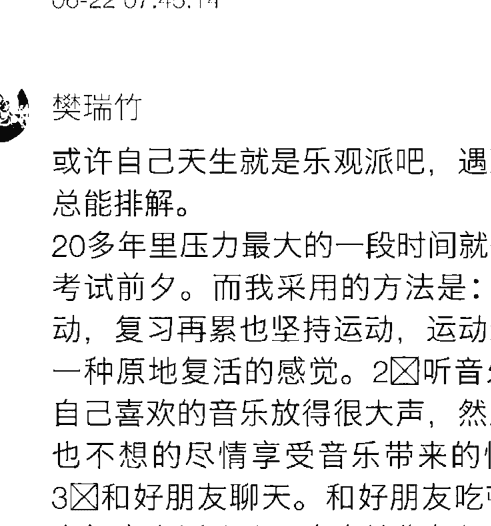 06-22 07:45:14
樊瑞竹
或许自己天生就是乐观派吧，遇
总能排解。
20多年里压力最大的一段时间就
考试前夕。而我采用的方法是：
动，复习再累也坚持运动，运动
一种原地复活的感觉。2☒听音
自己喜欢的音乐放得很大声，然
也不想的尽情享受音乐带来的
3☒和好朋友聊天。和好朋友吃